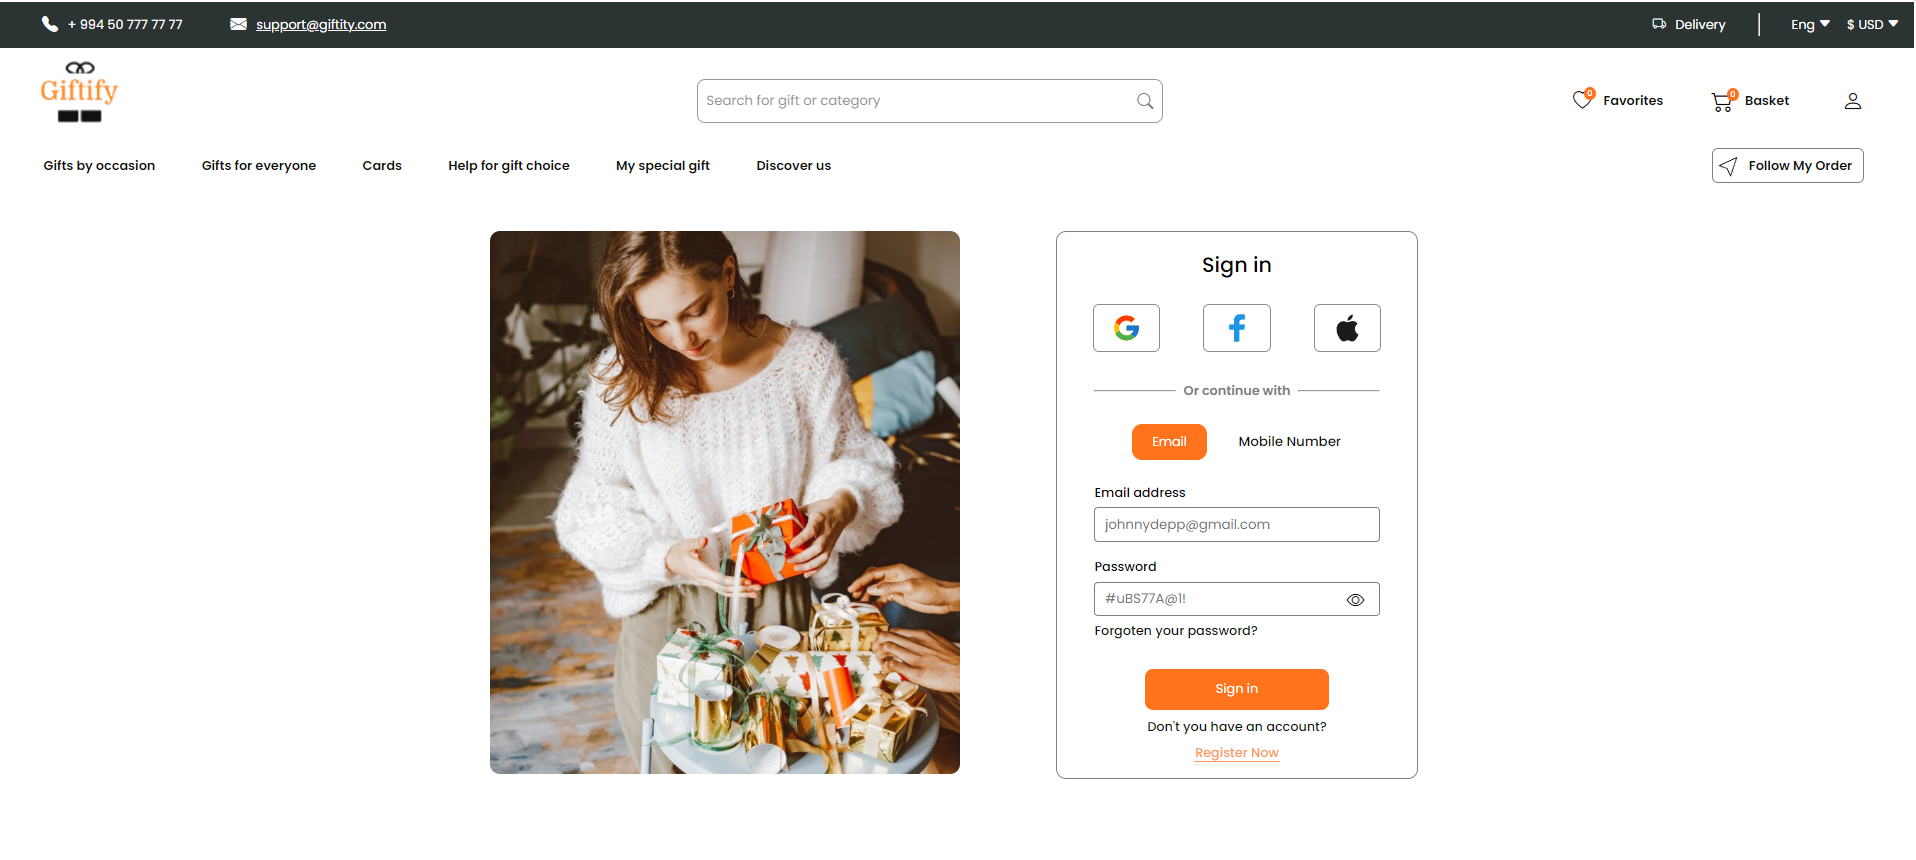 + 994 50 777 77 77
support@giftity.com
Delivery
Eng
$ USD
Giftify
Search for gift or category
0
Favorites
0
Basket
Gifts by occasion
Gifts for everyone
Cards
Help for gift choice
My special gift
Discover us
Follow My Order
Sign in
Or continue with
Email
Mobile Number
Email address
johnnydepp@gmail.com
Password
#uBS77A@1!
Forgoten your password?
Sign in
Don't you have an account?
Register Now